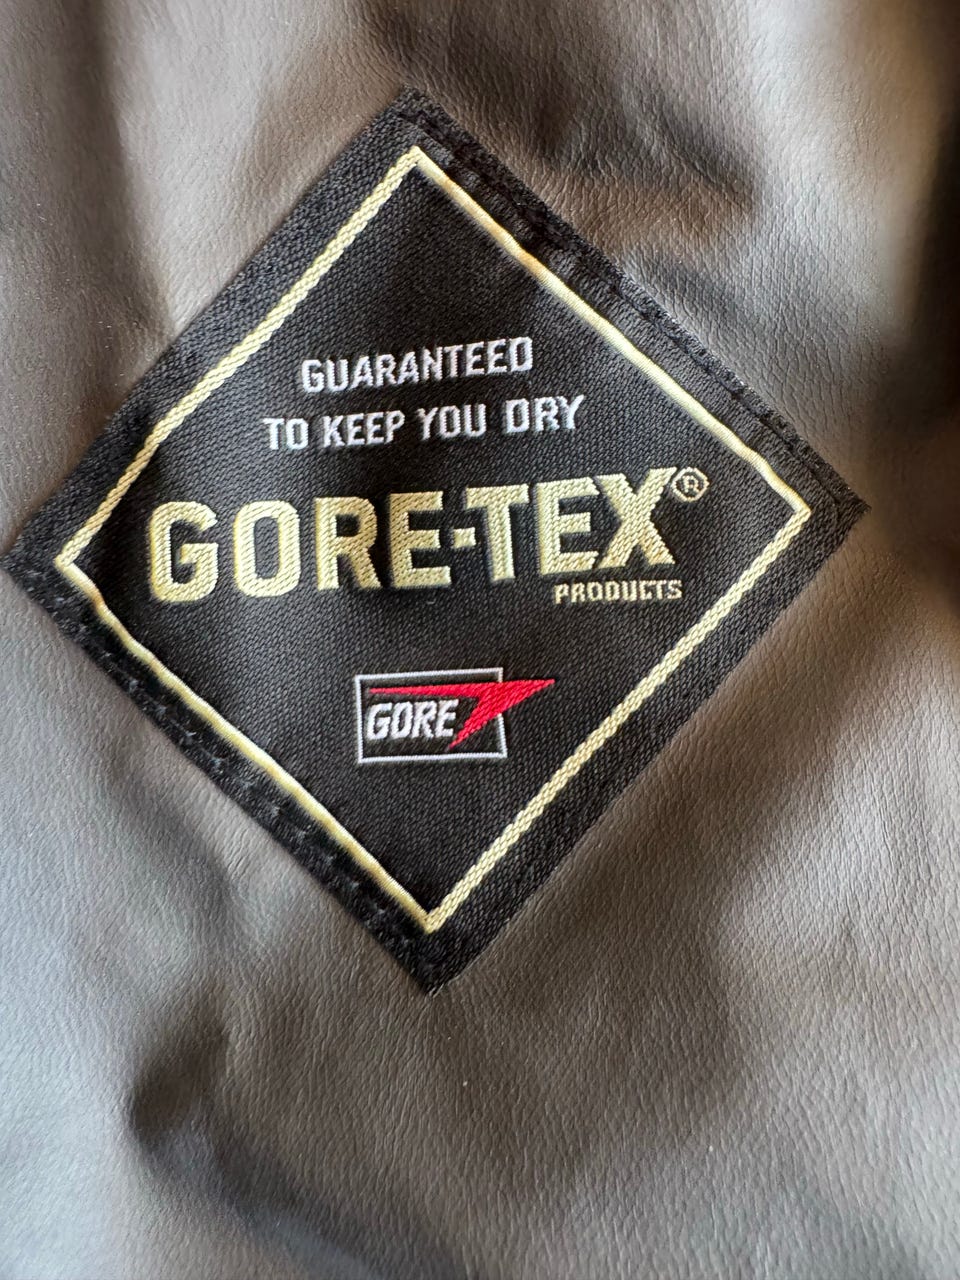 GUARANTEED
TO KEEP YOU DRY
GORE-TEX®
PRODUCTS
GORE